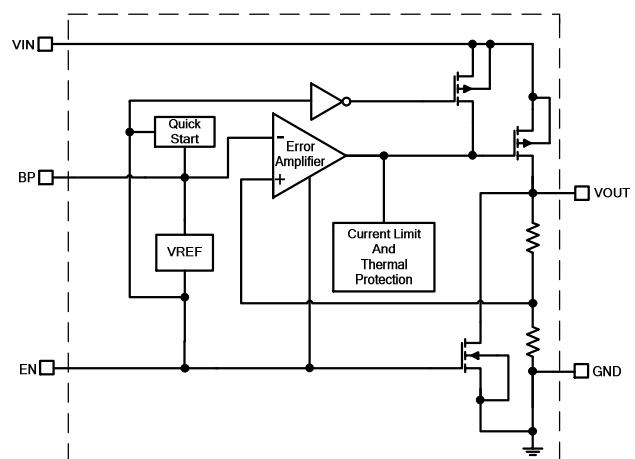 VIN
Quick
Start
-
Error
Amplifier
+
BP
VOUT
VREF
Current Limit
And
Thermal
Protection
EN
GND